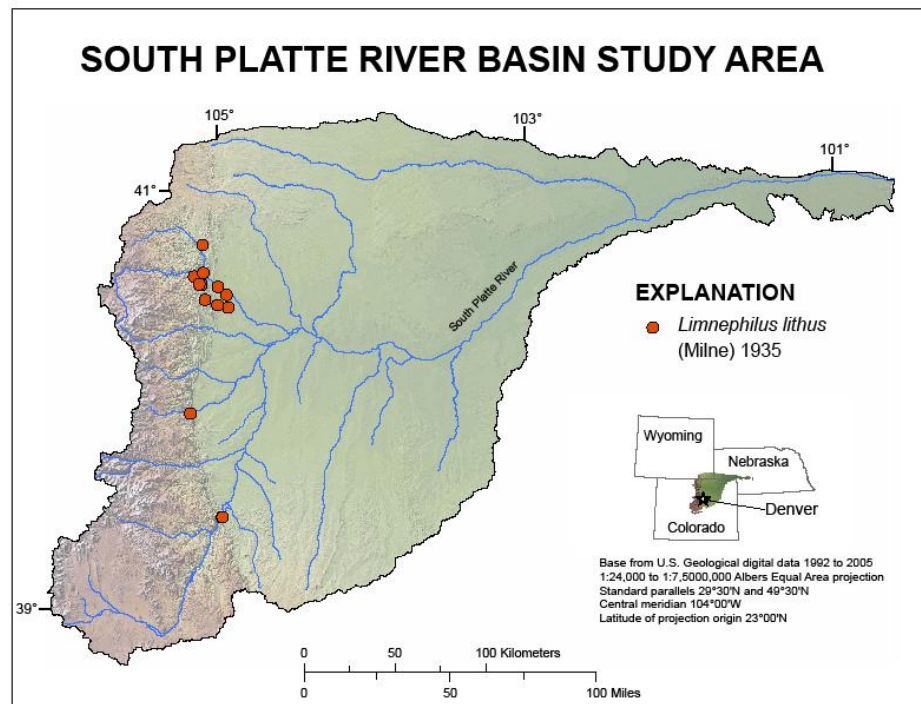 SOUTH PLATTE RIVER BASIN STUDY AREA
105°
103°
101°
41°
South Platte River
EXPLANATION
Limnephilus lithus
(Milne) 1935
Wyoming
Nebraska
Denver
Colorado
Base from U.S. Geological digital data 1992 to 2005
1:24,000 to 1:7,5000,000 Albers Equal Area projection
Standard parallels 29°30'N and 49°30'N
Central meridian 104°00'W
Latitude of projection origin 23°00'N
39°
0 50 100 Kilometers
0 50 100 Miles